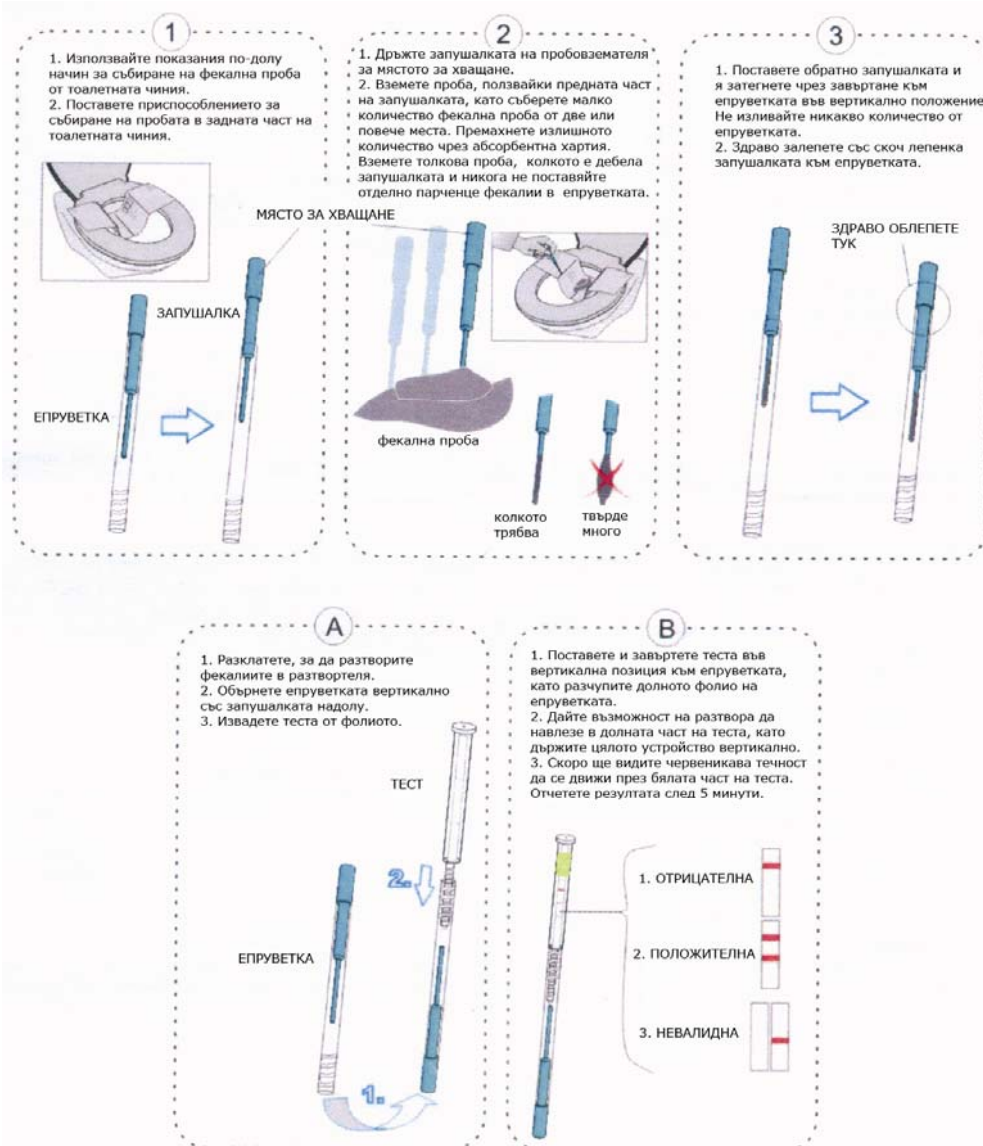 1
1. Използвайте показания по-долу
начин за събиране на фекална проба
от тоалетната чиния.
2. Поставете приспособлението за
събиране на пробата в задната част на
тоалетната чиния.
МЯСТО ЗА ХВАЩАНЕ
ЗАПУШАЛКА
ЕПРУВЕТКА
2
1. Дръжте запушалката на пробовземателя
за мястото за хващане.
2. Вземете проба, ползвайки предната част
на запушалката, като съберете малко
количество фекална проба от две или
повече места. Премахнете излишното
количество чрез абсорбентна хартия.
Вземете толкова проба, колкото е дебела
запушалката и никога не поставяйте
отделно парченце фекалии в епруветката.
фекална проба
колкото
трябва
твърде
много
3
1. Поставете обратно запушалката и
я затегнете чрез завъртане към
епруветката във вертикално положение
Не изливайте никакво количество от
епруветката.
2. Здраво залепете със скоч лепенка
запушалката към епруветката.
ЗДРАВО ОБЛЕПЕТЕ
ТУК
A
1. Разклатете, за да разтворите
фекалиите в разтвортеля.
2. Обърнете епруветката вертикално
със запушалката надолу.
3. Извадете теста от фолиото.
ТЕСТ
2.
ЕПРУВЕТКА
1.
B
1. Поставете и завъртете теста във
вертикална позиция към епруветката,
като разчупите долното фолио на
епруветката.
2. Дайте възможност на разтвора да
навлезе в долната част на теста, като
държите цялото устройство вертикално.
3. Скоро ще видите червеникава течност
да се движи през бялата част на теста.
Отчетете резултата след 5 минути.
1. ОТРИЦАТЕЛНА
2. ПОЛОЖИТЕЛНА
3. НЕВАЛИДНА